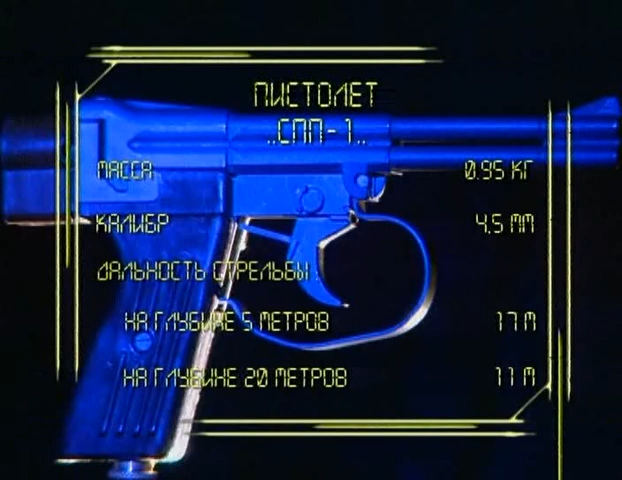 ПИСТОЛЕТ
„СПП-1„
МАССА 0.95 КГ
КАЛИБР 4,5 ММ
ДАЛЬНОСТЬ СТРЕЛЬБЫ:
НА ГЛУБИНЕ 5 МЕТРОВ 17 М
НА ГЛУБИНЕ 20 МЕТРОВ 11 М